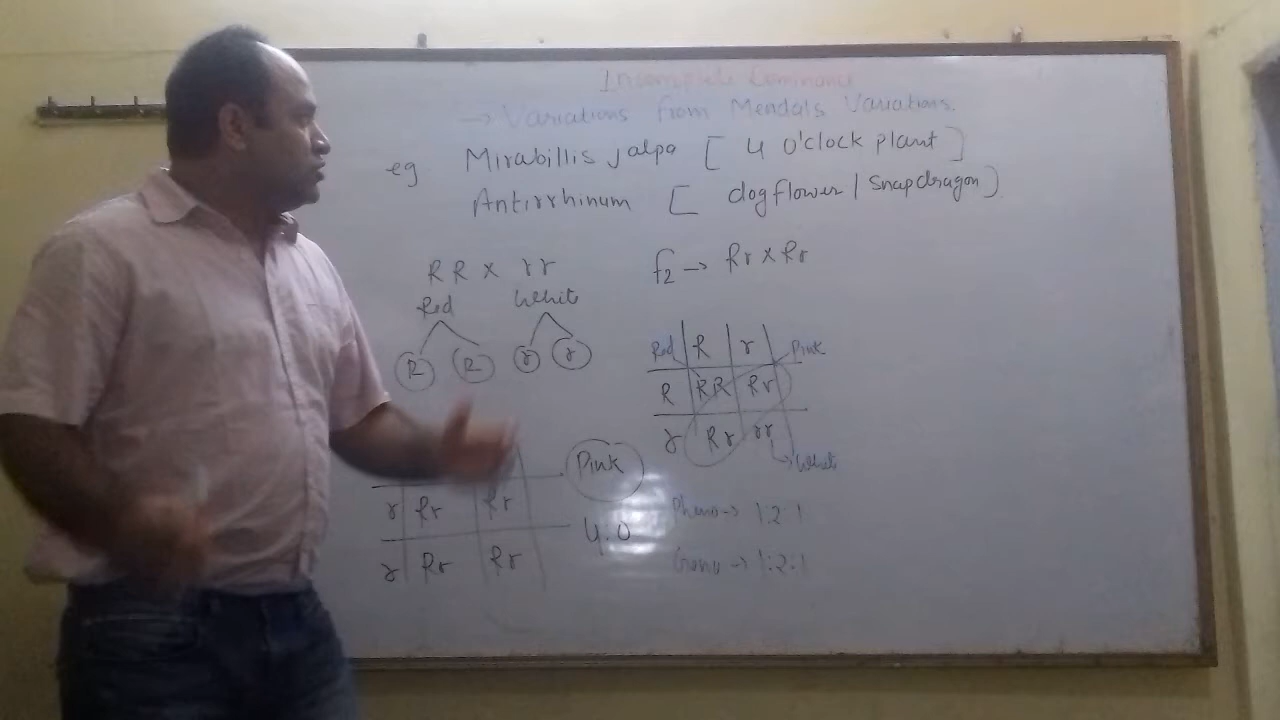 Incomplete Dominance
→ Variations from Mendals Variations.
eg Mirabillis Jalpa [ 4 O'clock plant ]
Antirrhinum [ dogflower / Snapdragon ]
RR x rr
Red White
R R r r
Pink
r Rr Rr
4:0
r Rr Rr
f2 → Rr x Rr
Red R r Pink
R RR Rr
r Rr rr
→ White
Pheno → 1:2:1
Geno → 1:2:1